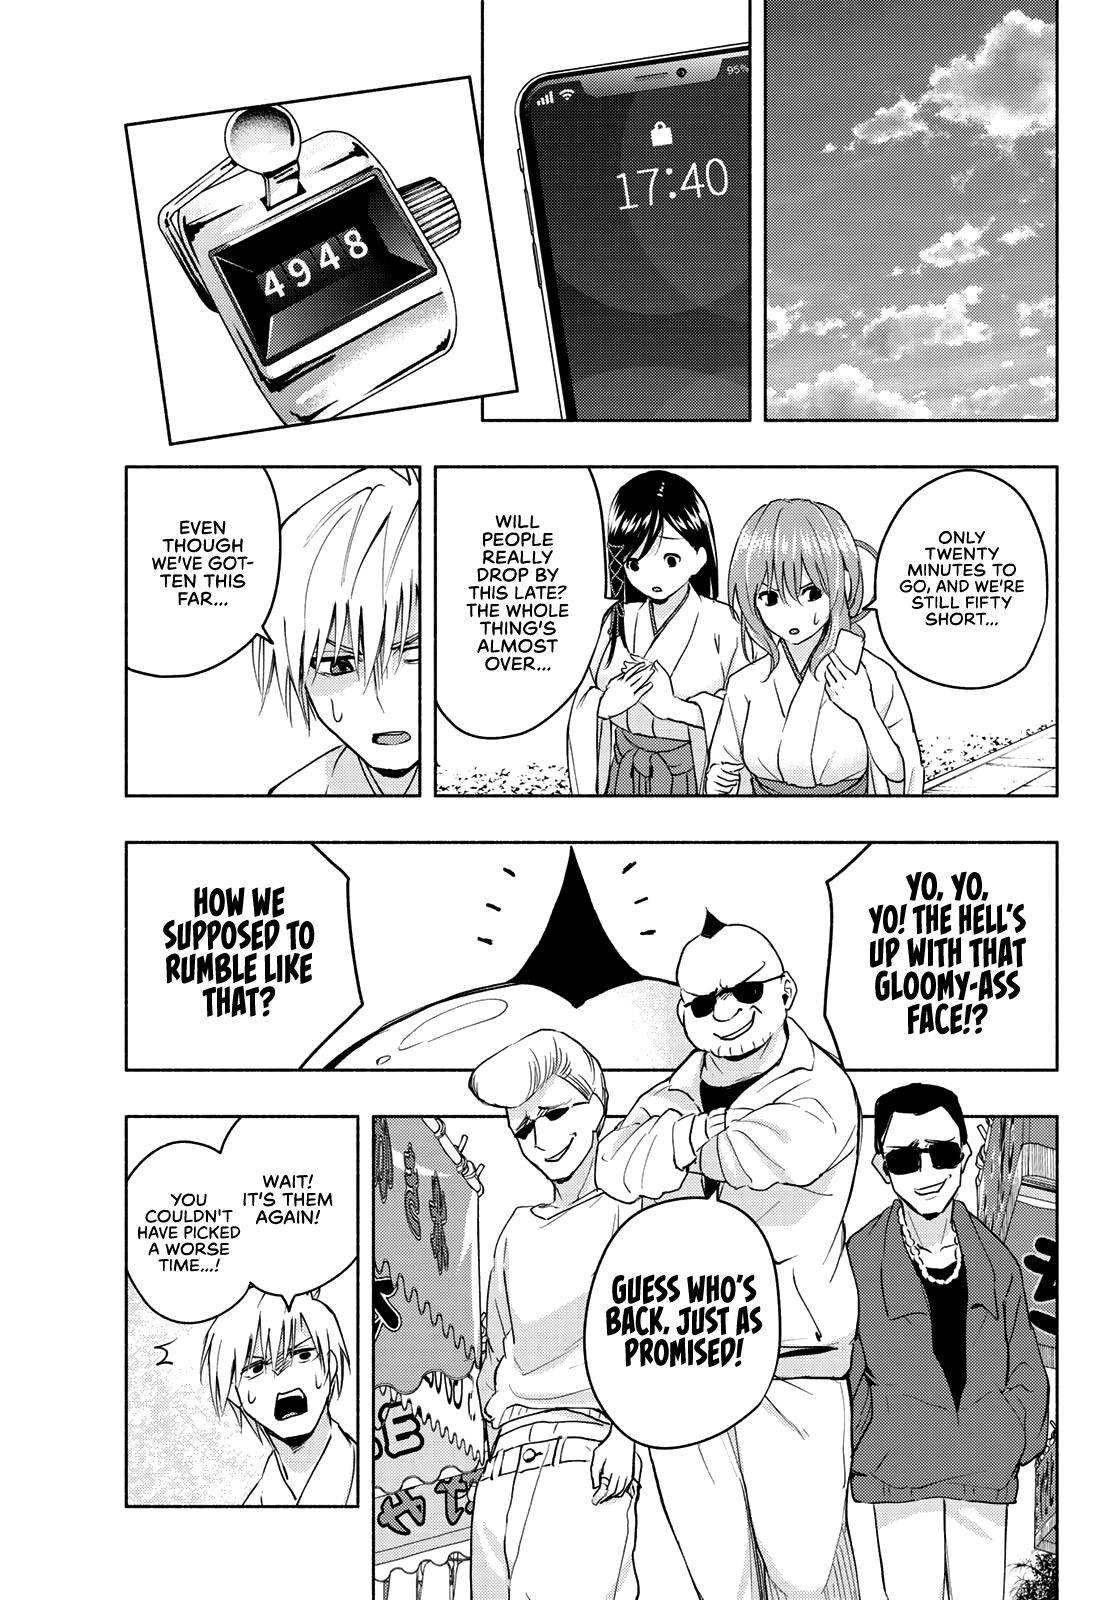 95%
17:40
4948
ONLY
TWENTY
MINUTES TO
GO, AND WE'RE
STILL FIFTY
SHORT...
WILL
PEOPLE
REALLY
DROP BY
THIS LATE?
THE WHOLE
THING'S
ALMOST
OVER...
EVEN
THOUGH
WE'VE GOT-
TEN THIS
FAR...
YO, YO,
YO! THE HELL'S
UP WITH THAT
GLOOMY-ASS
FACE!?
HOW WE
SUPPOSED TO
RUMBLE LIKE
THAT?
GUESS WHO'S
BACK, JUST AS
PROMISED!
WAIT!
IT'S THEM
AGAIN!
YOU
COULDN'T
HAVE PICKED
A WORSE
TIME...!